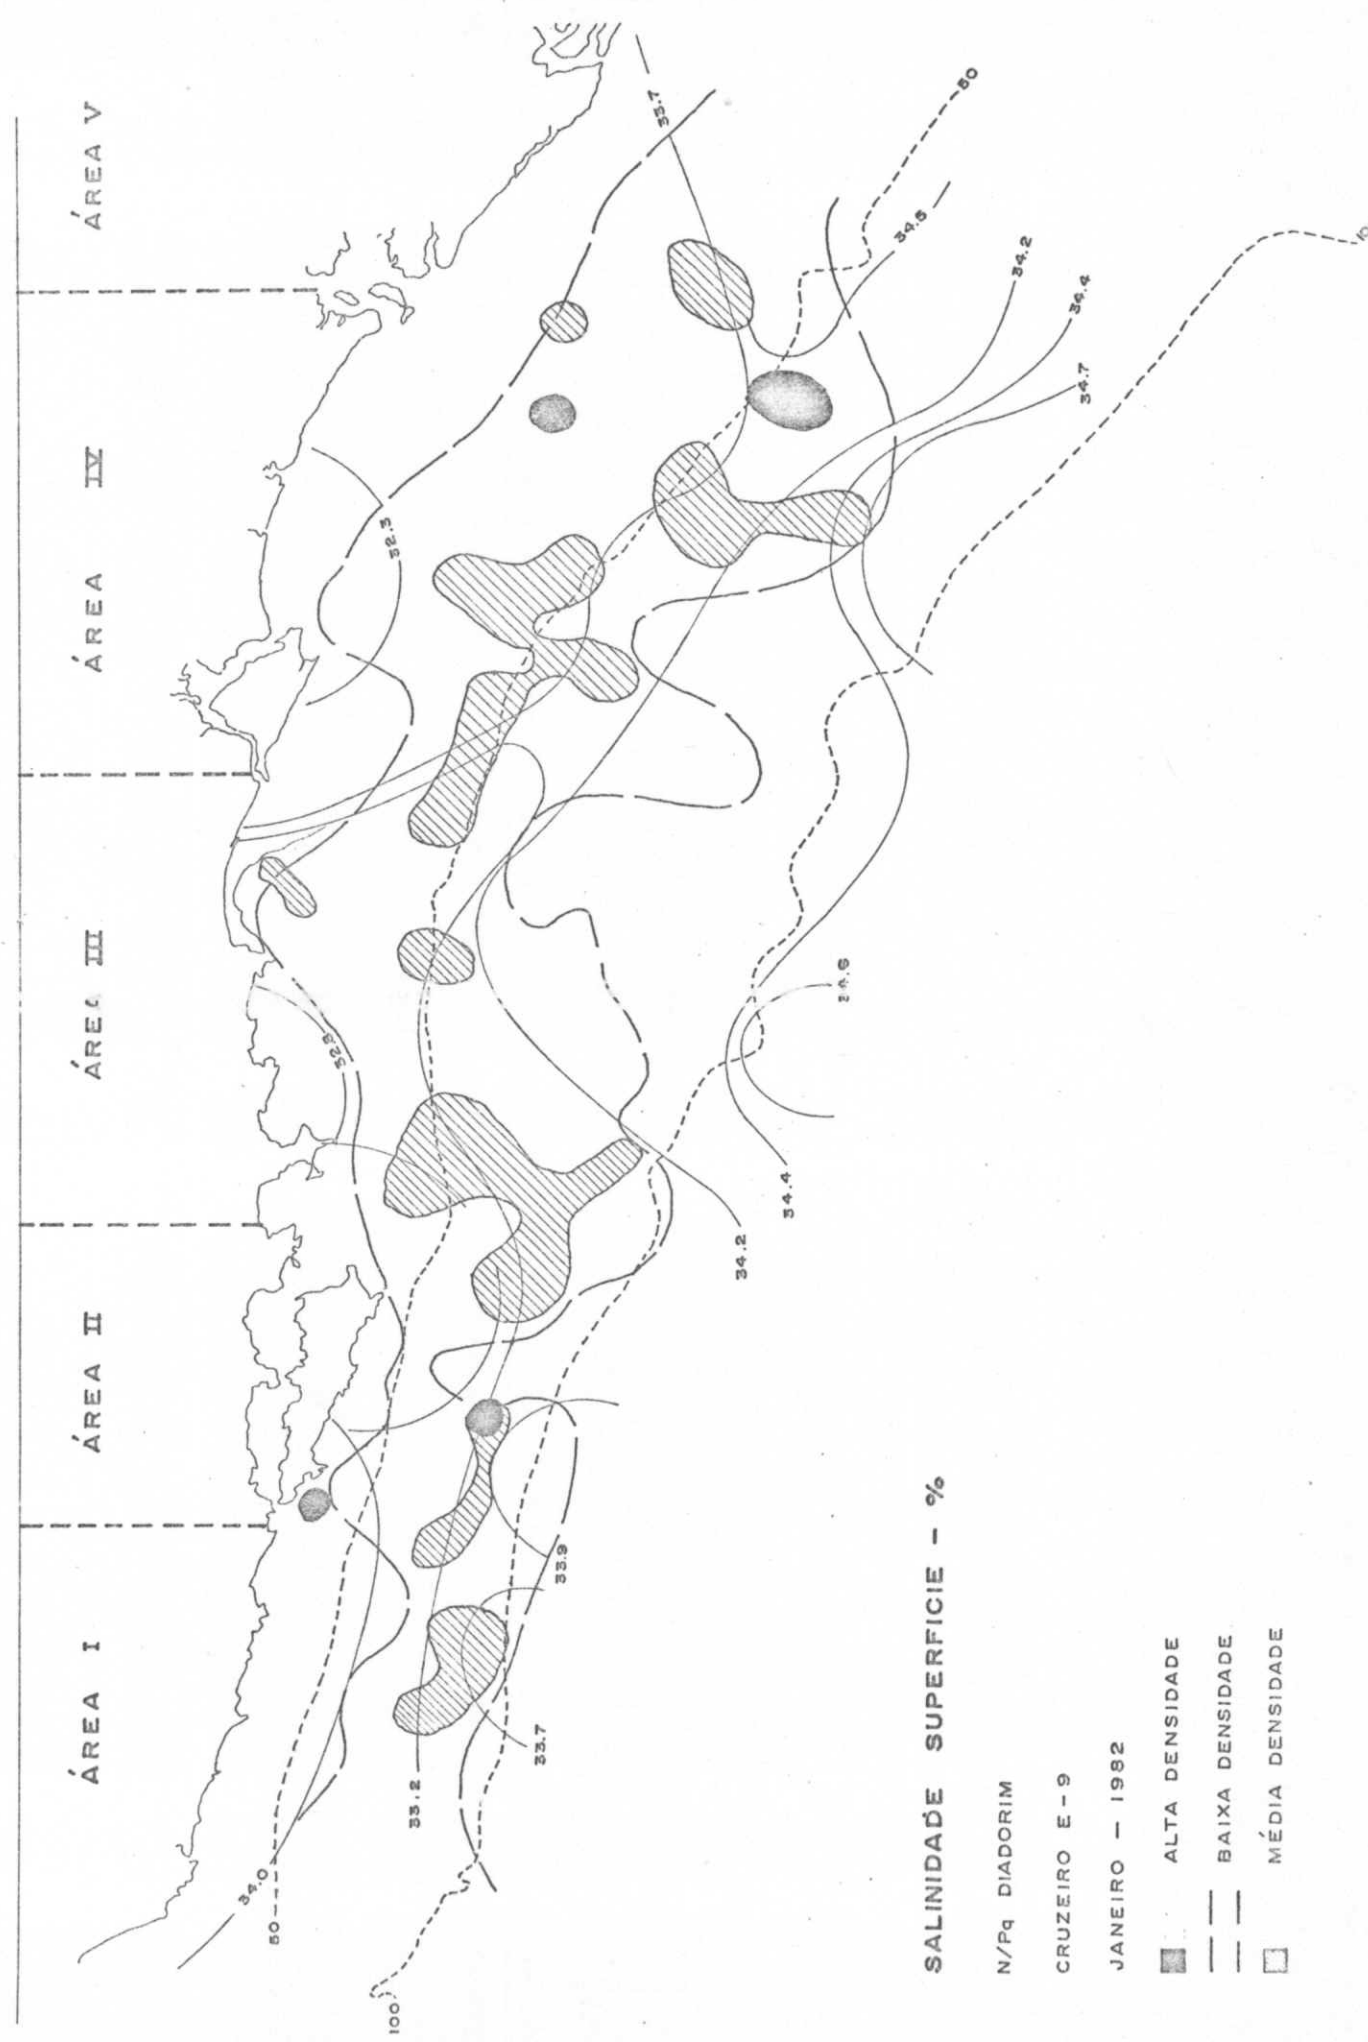 ÁREA I
ÁREA II
ÁREA III
ÁREA IV
ÁREA V
34.0
50
100
33.2
33.7
33.9
34.2
34.4
32.3
32.3
33.7
50
34.5
34.2
34.4
34.7
SALINIDADE SUPERFICIE - %
N/Pq DIADORIM
CRUZEIRO E-9
JANEIRO - 1982
ALTA DENSIDADE
BAIXA DENSIDADE
MÉDIA DENSIDADE